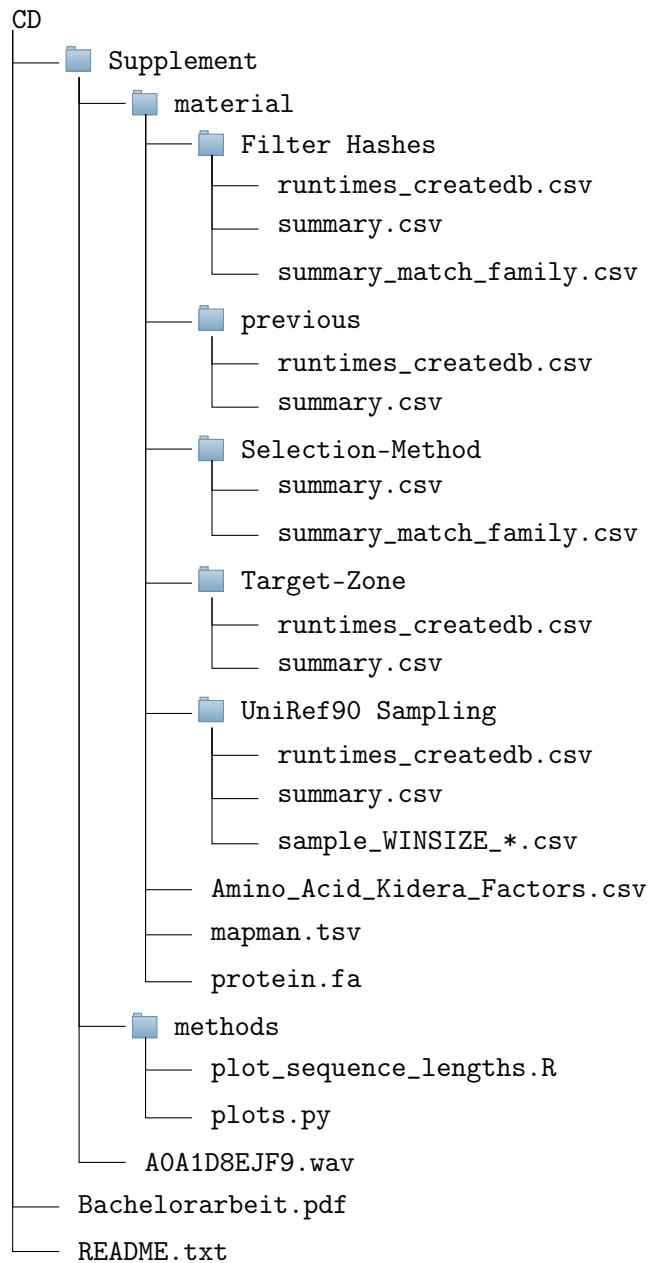 CD
Supplement
material
Filter Hashes
runtimes_createdb.csv
summary.csv
summary_match_family.csv
previous
runtimes_createdb.csv
summary.csv
Selection-Method
summary.csv
summary_match_family.csv
Target-Zone
runtimes_createdb.csv
summary.csv
UniRef90 Sampling
runtimes_createdb.csv
summary.csv
sample_WINSIZE_*.csv
Amino_Acid_Kidera_Factors.csv
mapman.tsv
protein.fa
methods
plot_sequence_lengths.R
plots.py
A0A1D8EJF9.wav
Bachelorarbeit.pdf
README.txt